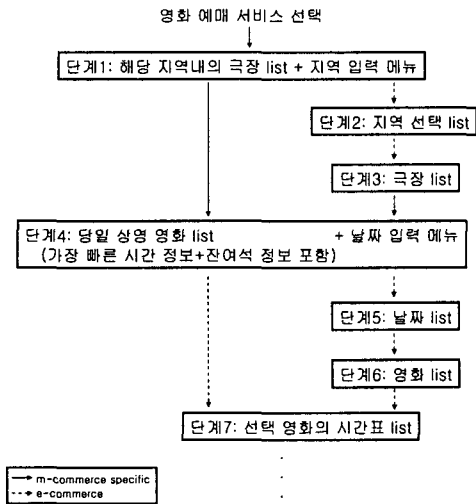 영화 예매 서비스 선택
단계1: 해당 지역내의 극장 list + 지역 입력 메뉴
단계2: 지역 선택 list
단계3: 극장 list
단계4: 당일 상영 영화 list + 날짜 입력 메뉴
(가장 빠른 시간 정보+잔여석 정보 포함)
단계5: 날짜 list
단계6: 영화 list
단계7: 선택 영화의 시간표 list
m-commerce specific
e-commerce